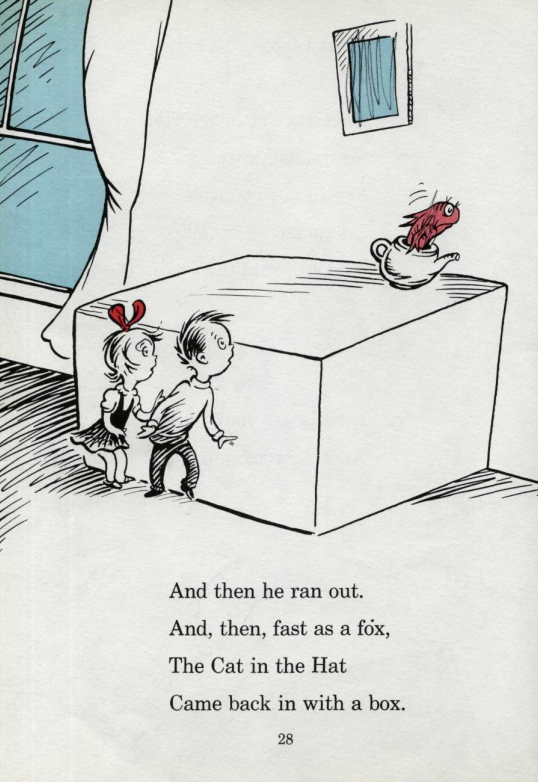 And then he ran out.
And, then, fast as a fox,
The Cat in the Hat
Came back in with a box.
28